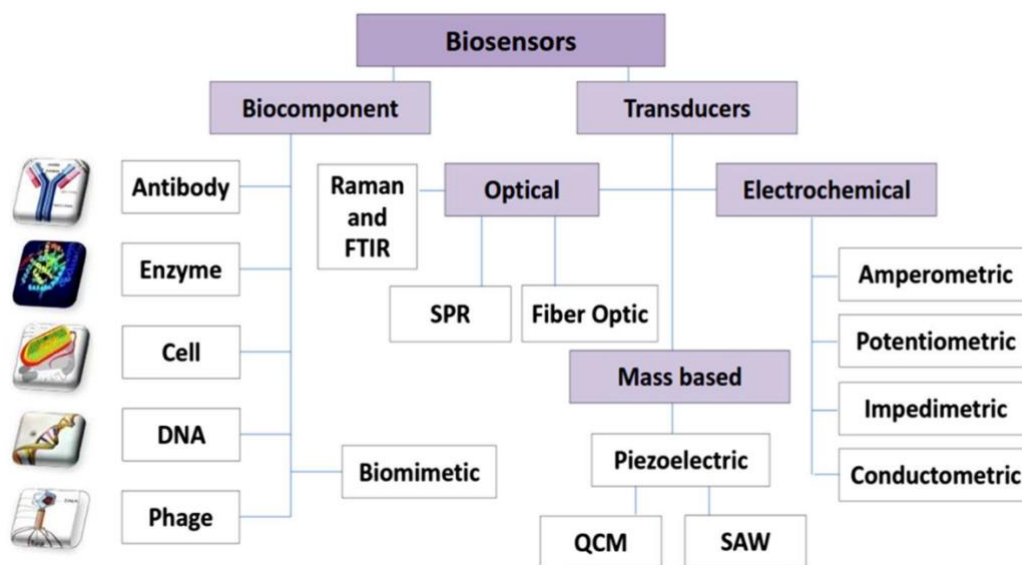 Biosensors
Biocomponent
Transducers
Antibody
Enzyme
Cell
DNA
Phage
Biomimetic
Raman
and
FTIR
Optical
SPR
Fiber Optic
Electrochemical
Amperometric
Potentiometric
Impedimetric
Conductometric
Mass based
Piezoelectric
QCM
SAW